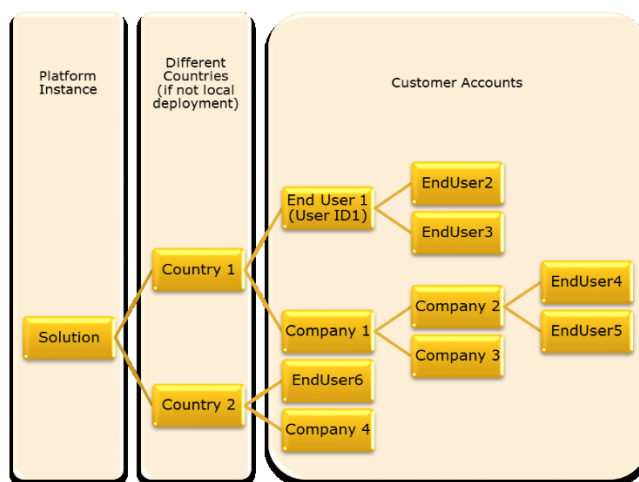 Platform
Instance
Different
Countries
(if not local
deployment)
Customer Accounts
End User 1
(User ID1)
EndUser2
EndUser3
Country 1
Company 1
Company 2
EndUser4
EndUser5
Company 3
Solution
Country 2
EndUser6
Company 4